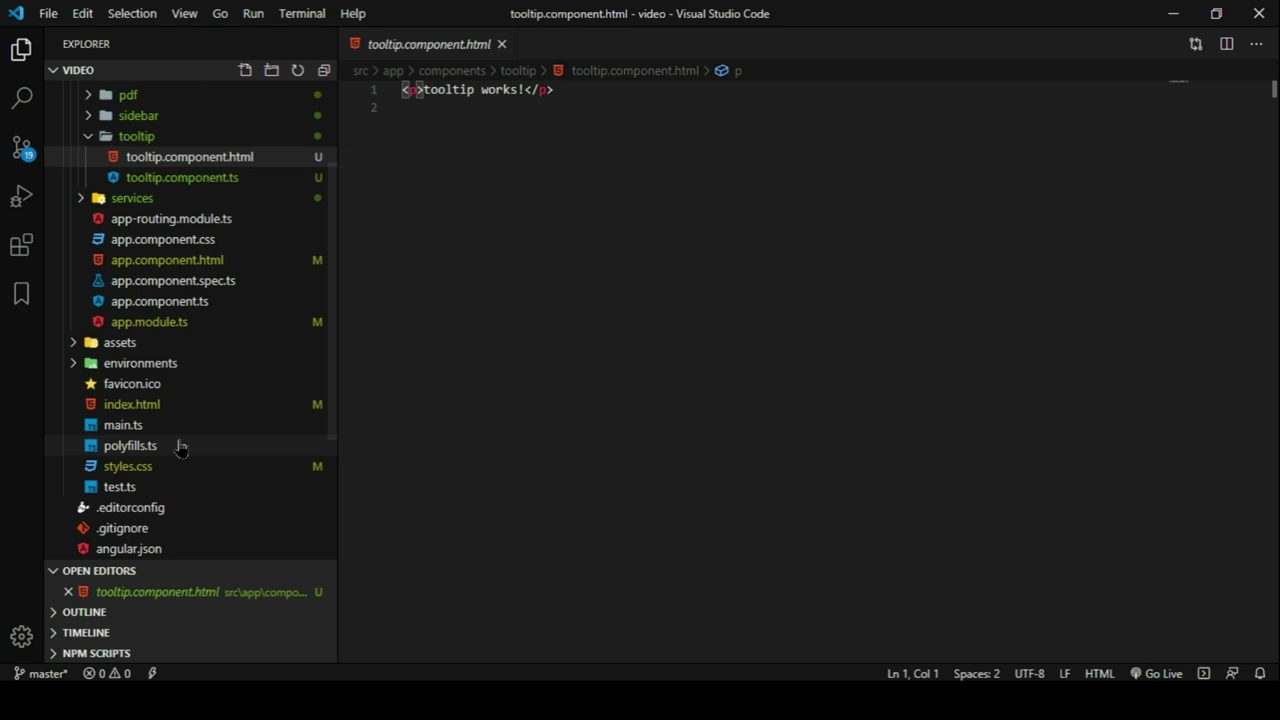 File Edit Selection View Go Run Terminal Help
tooltip.component.html - video - Visual Studio Code
EXPLORER
VIDEO
pdf
sidebar
tooltip
tooltip.component.html U
tooltip.component.ts U
services
app-routing.module.ts
app.component.css
app.component.html M
app.component.spec.ts
app.component.ts
app.module.ts M
assets
environments
favicon.ico
index.html M
main.ts
polyfills.ts
styles.css M
test.ts
.editorconfig
.gitignore
angular.json
OPEN EDITORS
tooltip.component.html src\app\compo... U
OUTLINE
TIMELINE
NPM SCRIPTS
19
tooltip.component.html
src > app > components > tooltip > tooltip.component.html > p
1 <p>tooltip works!</p>
2
master* 0 0
Ln 1, Col 1 Spaces: 2 UTF-8 LF HTML Go Live